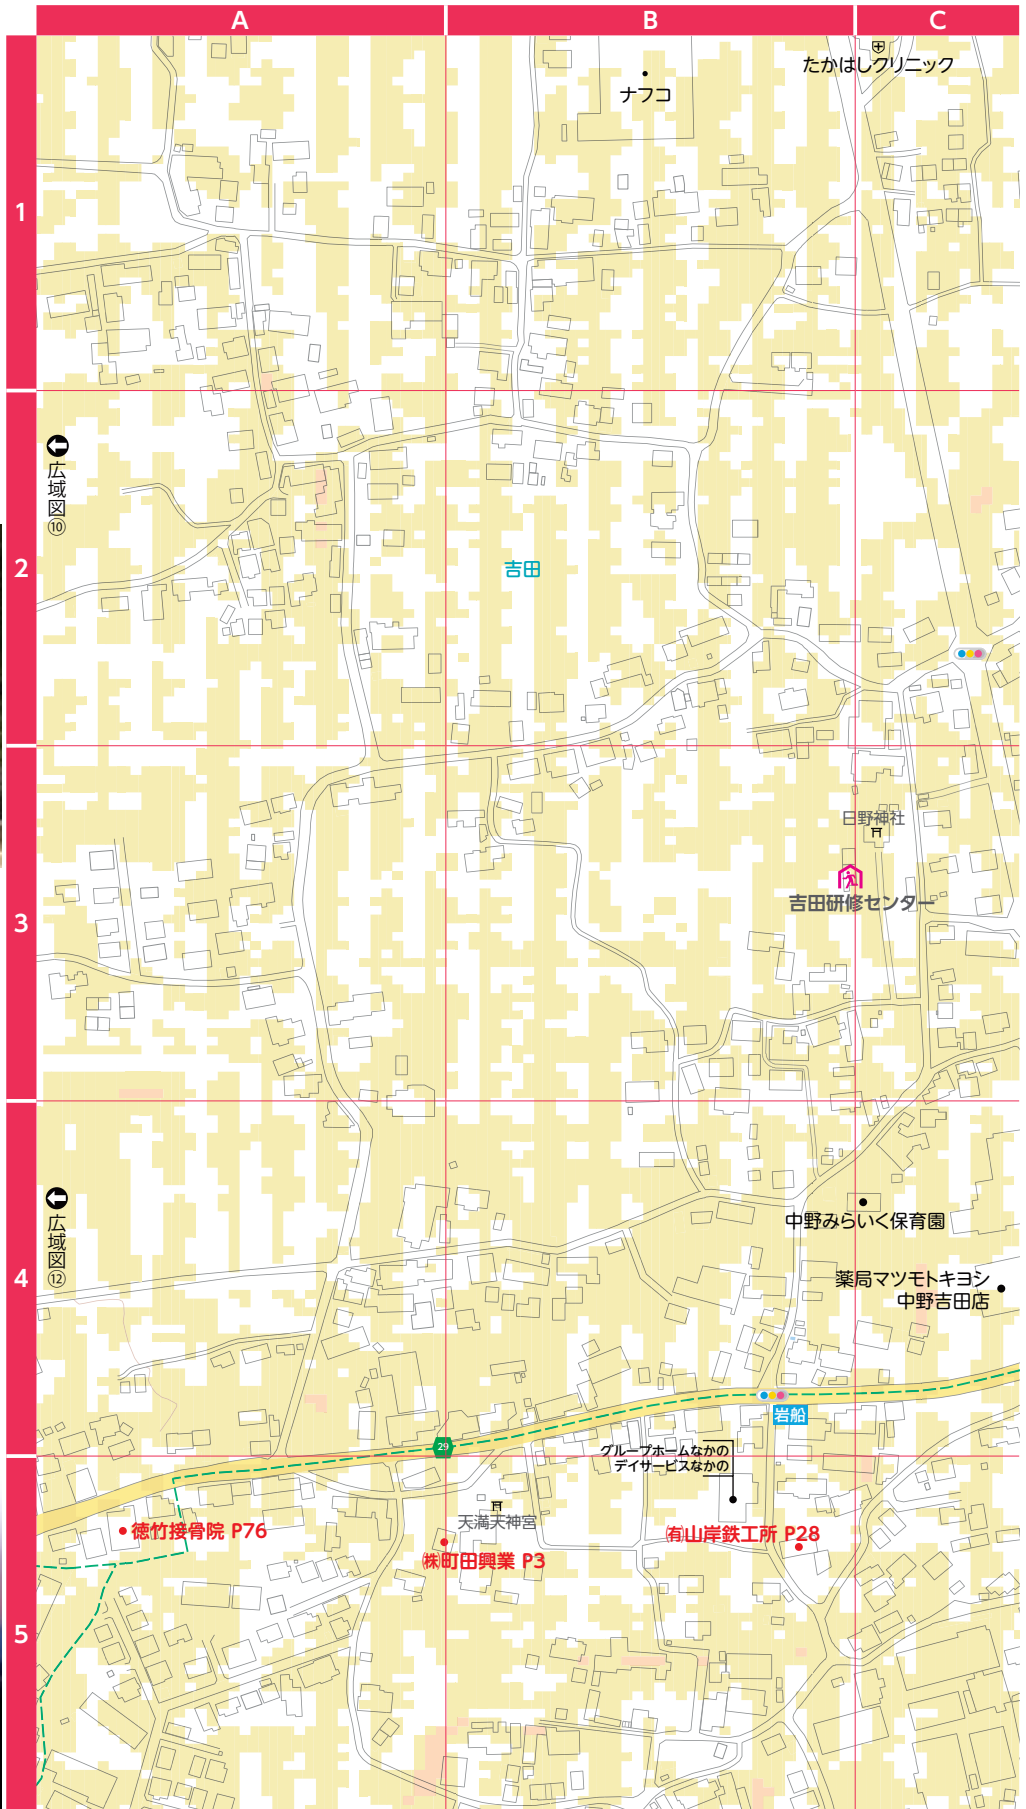 A
B
C
1
たかはしクリニック
ナフコ
2
広域図⑩
吉田
3
日野神社
吉田研修センター
4
広域図⑫
中野みらいく保育園
薬局マツモトキヨシ
中野吉田店
岩船
29
グループホームなかの
デイサービスなかの
5
天満天神宮
徳竹接骨院 P76
㈱町田興業 P3
㈲山岸鉄工所 P28